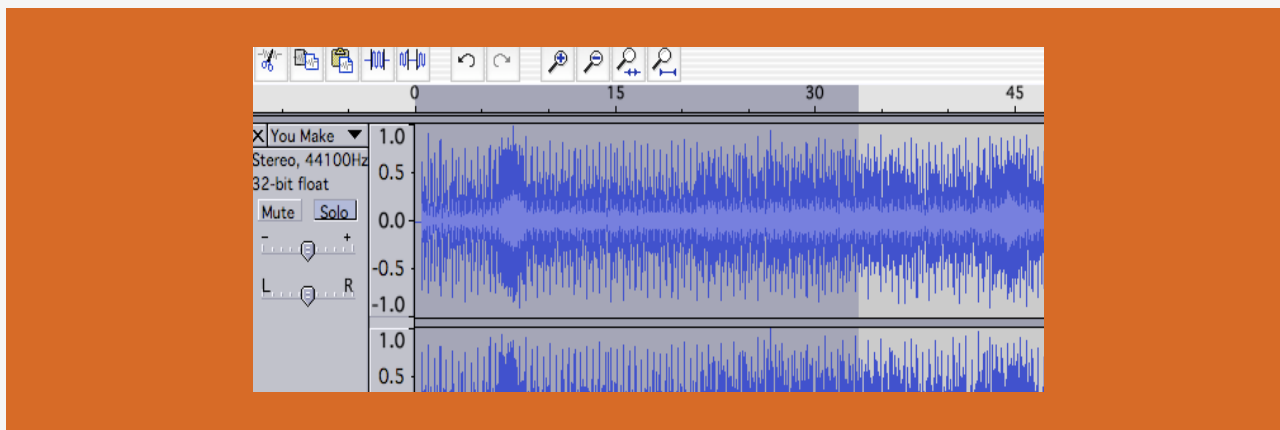 0 15 30 45
X You Make ▼ 1.0
Stereo, 44100Hz
32-bit float 0.5
Mute Solo 0.0
- +
-0.5
L R
-1.0
1.0
0.5